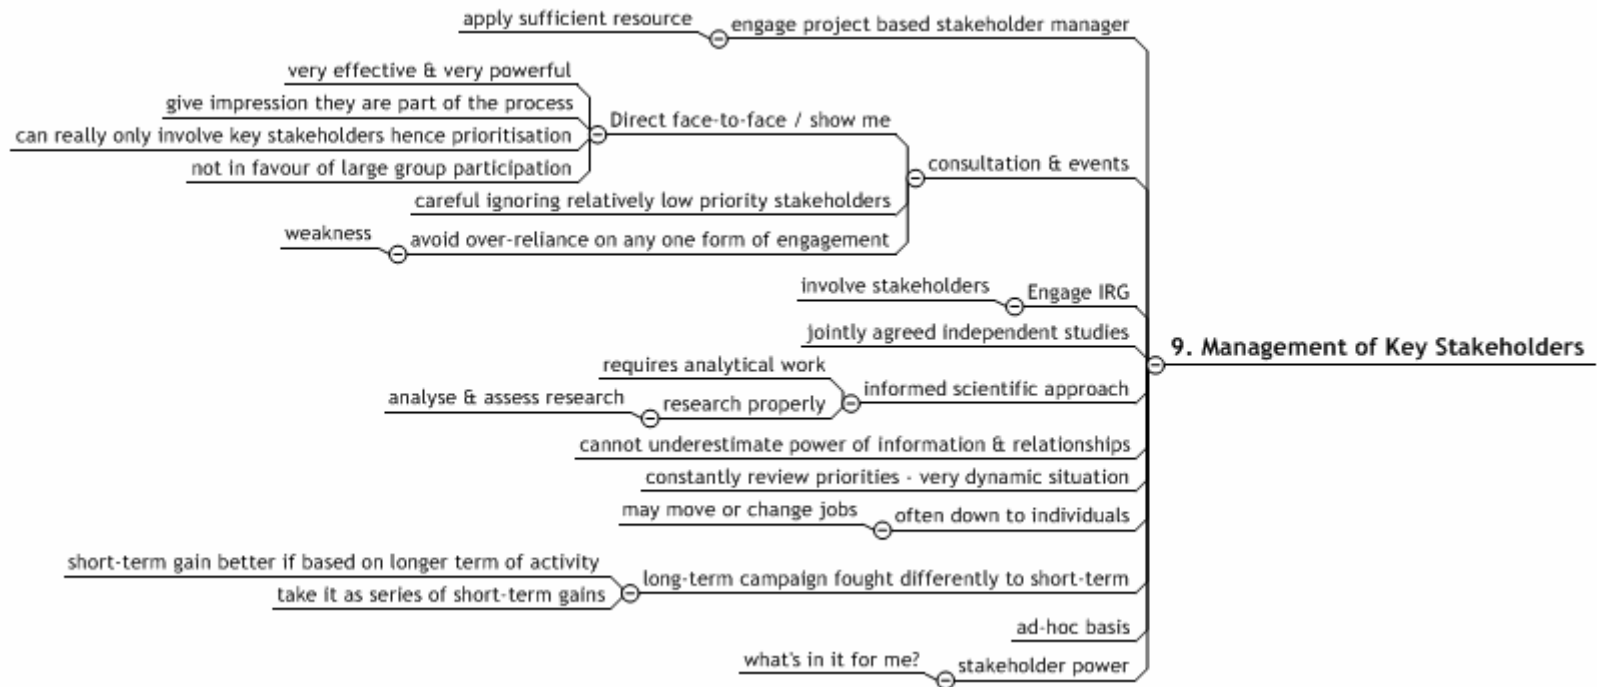 apply sufficient resource
engage project based stakeholder manager
very effective & very powerful
give impression they are part of the process
can really only involve key stakeholders hence prioritisation
not in favour of large group participation
Direct face-to-face / show me
careful ignoring relatively low priority stakeholders
weakness
avoid over-reliance on any one form of engagement
consultation & events
involve stakeholders
Engage IRG
jointly agreed independent studies
requires analytical work
analyse & assess research
research properly
informed scientific approach
cannot underestimate power of information & relationships
constantly review priorities - very dynamic situation
may move or change jobs
often down to individuals
short-term gain better if based on longer term of activity
take it as series of short-term gains
long-term campaign fought differently to short-term
ad-hoc basis
what's in it for me?
stakeholder power
9. Management of Key Stakeholders